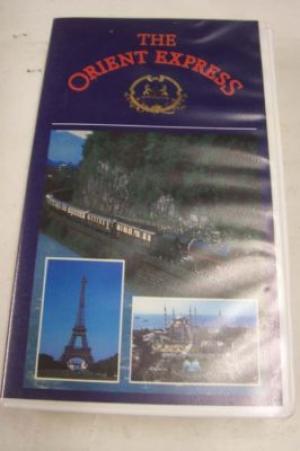 THE
ORIENT EXPRESS